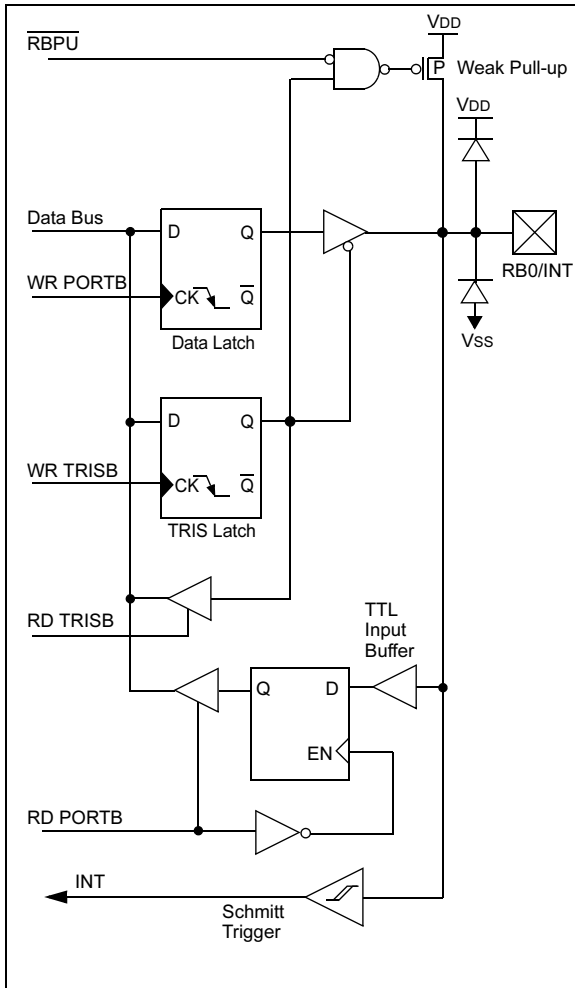 VDD
RBPU
P
Weak Pull-up
VDD
Data Bus
D
Q
RB0/INT
WR PORTB
CK
Q
VSS
Data Latch
D
Q
WR TRISB
CK
Q
TRIS Latch
RD TRISB
TTL
Input
Buffer
Q
D
EN
RD PORTB
INT
Schmitt
Trigger